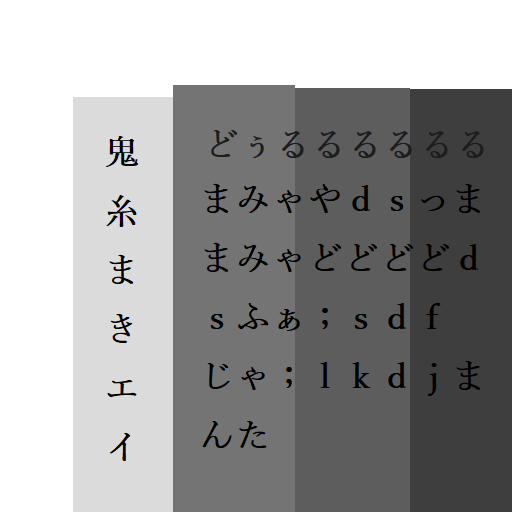 鬼糸まきエイ
どぅるるるるるる
まみゃやｄｓっま
まみゃどどどどｄ
ｓふぁ；ｓｄｆ
じゃ；ｌｋｄｊま
んた